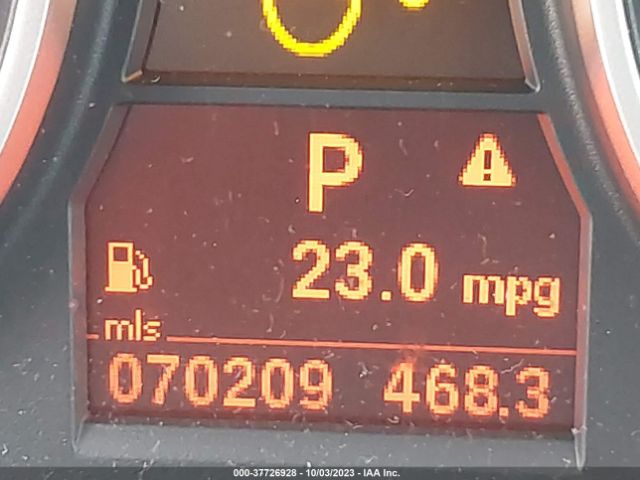 P
23.0 mpg
mls
070209 468.3
000-37726928 - 10/03/2023 - IAA Inc.